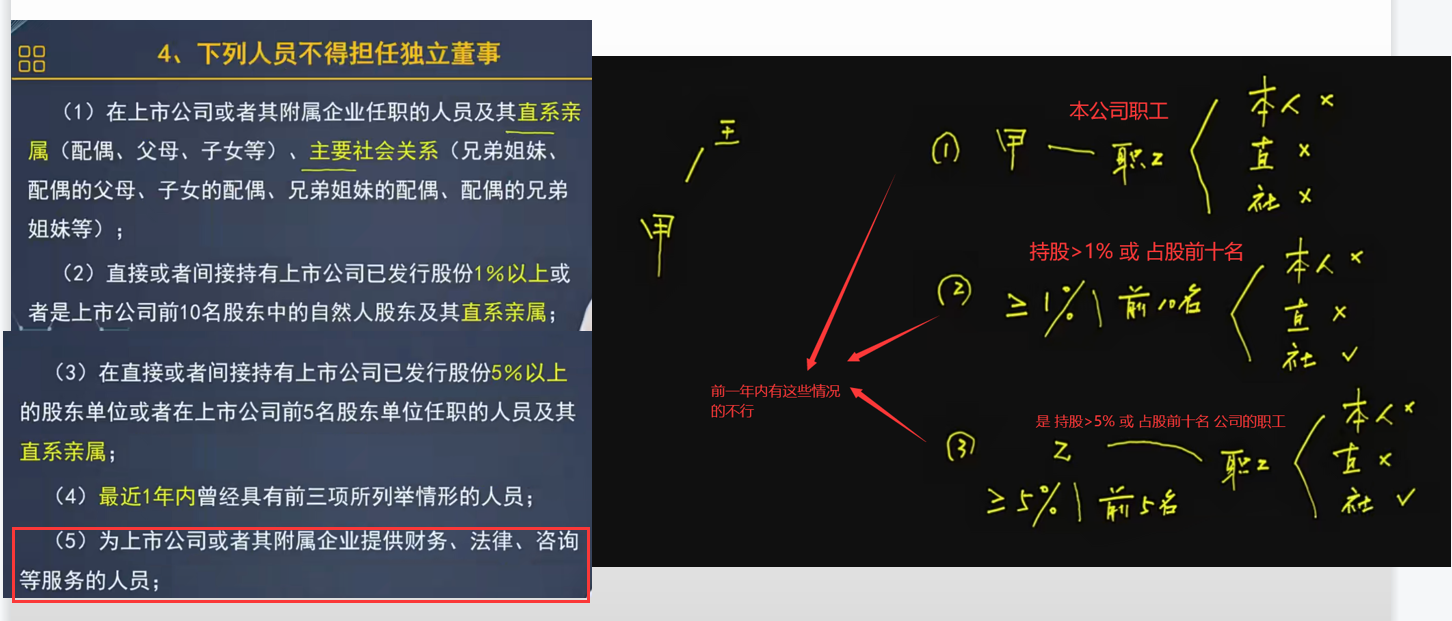 4、下列人员不得担任独立董事
（1）在上市公司或者其附属企业任职的人员及其直系亲
属（配偶、父母、子女等）、主要社会关系（兄弟姐妹、
配偶的父母、子女的配偶、兄弟姐妹的配偶、配偶的兄弟
姐妹等）；
（2）直接或者间接持有上市公司已发行股份1%以上或
者是上市公司前10名股东中的自然人股东及其直系亲属；
（3）在直接或者间接持有上市公司已发行股份5%以上
的股东单位或者在上市公司前5名股东单位任职的人员及其
直系亲属；
（4）最近1年内曾经具有前三项所列举情形的人员；
（5）为上市公司或者其附属企业提供财务、法律、咨询
等服务的人员；
王
甲
前一年内有这些情况
的不行
本公司职工
① 甲 — 职工
本人 ×
直 ×
社 ×
持股>1% 或 占股前十名
② ≥1% | 前10名
本人 ×
直 ×
社 ✓
是 持股>5% 或 占股前十名 公司的职工
③ 乙 — 职工
≥5% | 前5名
本人 ×
直 ×
社 ✓